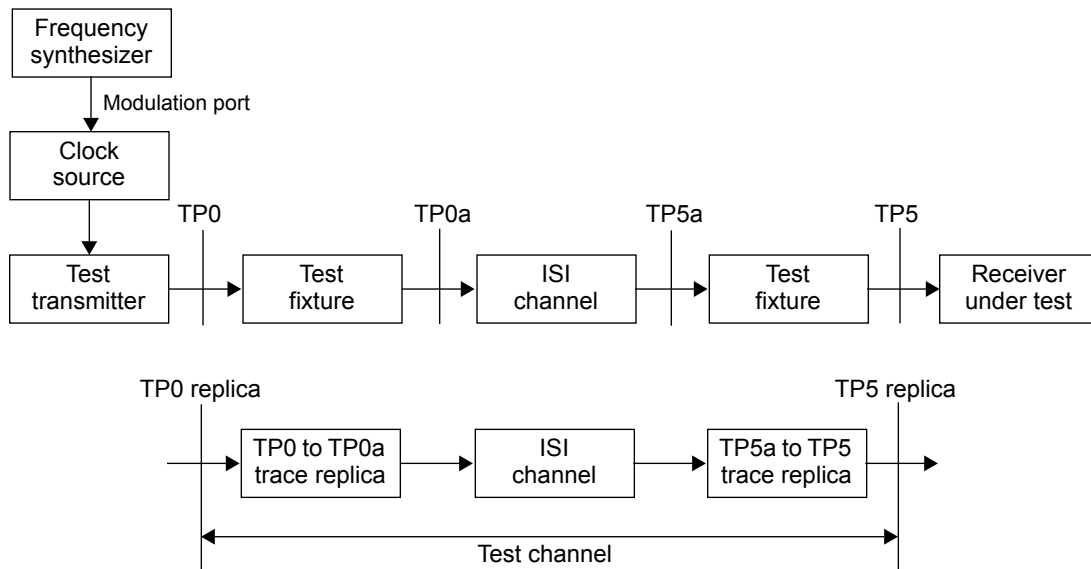 Frequency
synthesizer
Modulation port
Clock
source
TP0
TP0a
TP5a
TP5
Test
transmitter
Test
fixture
ISI
channel
Test
fixture
Receiver
under test
TP0 replica
TP5 replica
TP0 to TP0a
trace replica
ISI
channel
TP5a to TP5
trace replica
Test channel